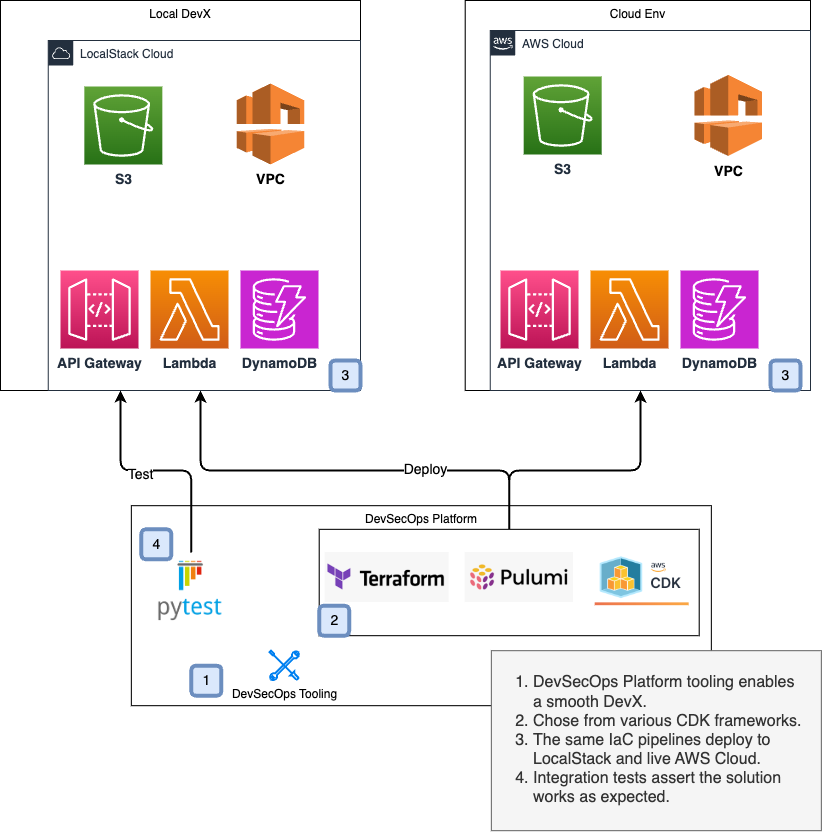 Local DevX
Cloud Env
LocalStack Cloud
aws
AWS Cloud
S3
VPC
S3
VPC
</>
</>
API Gateway
Lambda
DynamoDB
3
API Gateway
Lambda
DynamoDB
3
Test
Deploy
DevSecOps Platform
4
pytest
Terraform
Pulumi
aws
CDK
2
1
DevSecOps Tooling
1. DevSecOps Platform tooling enables
a smooth DevX.
2. Chose from various CDK frameworks.
3. The same IaC pipelines deploy to
LocalStack and live AWS Cloud.
4. Integration tests assert the solution
works as expected.